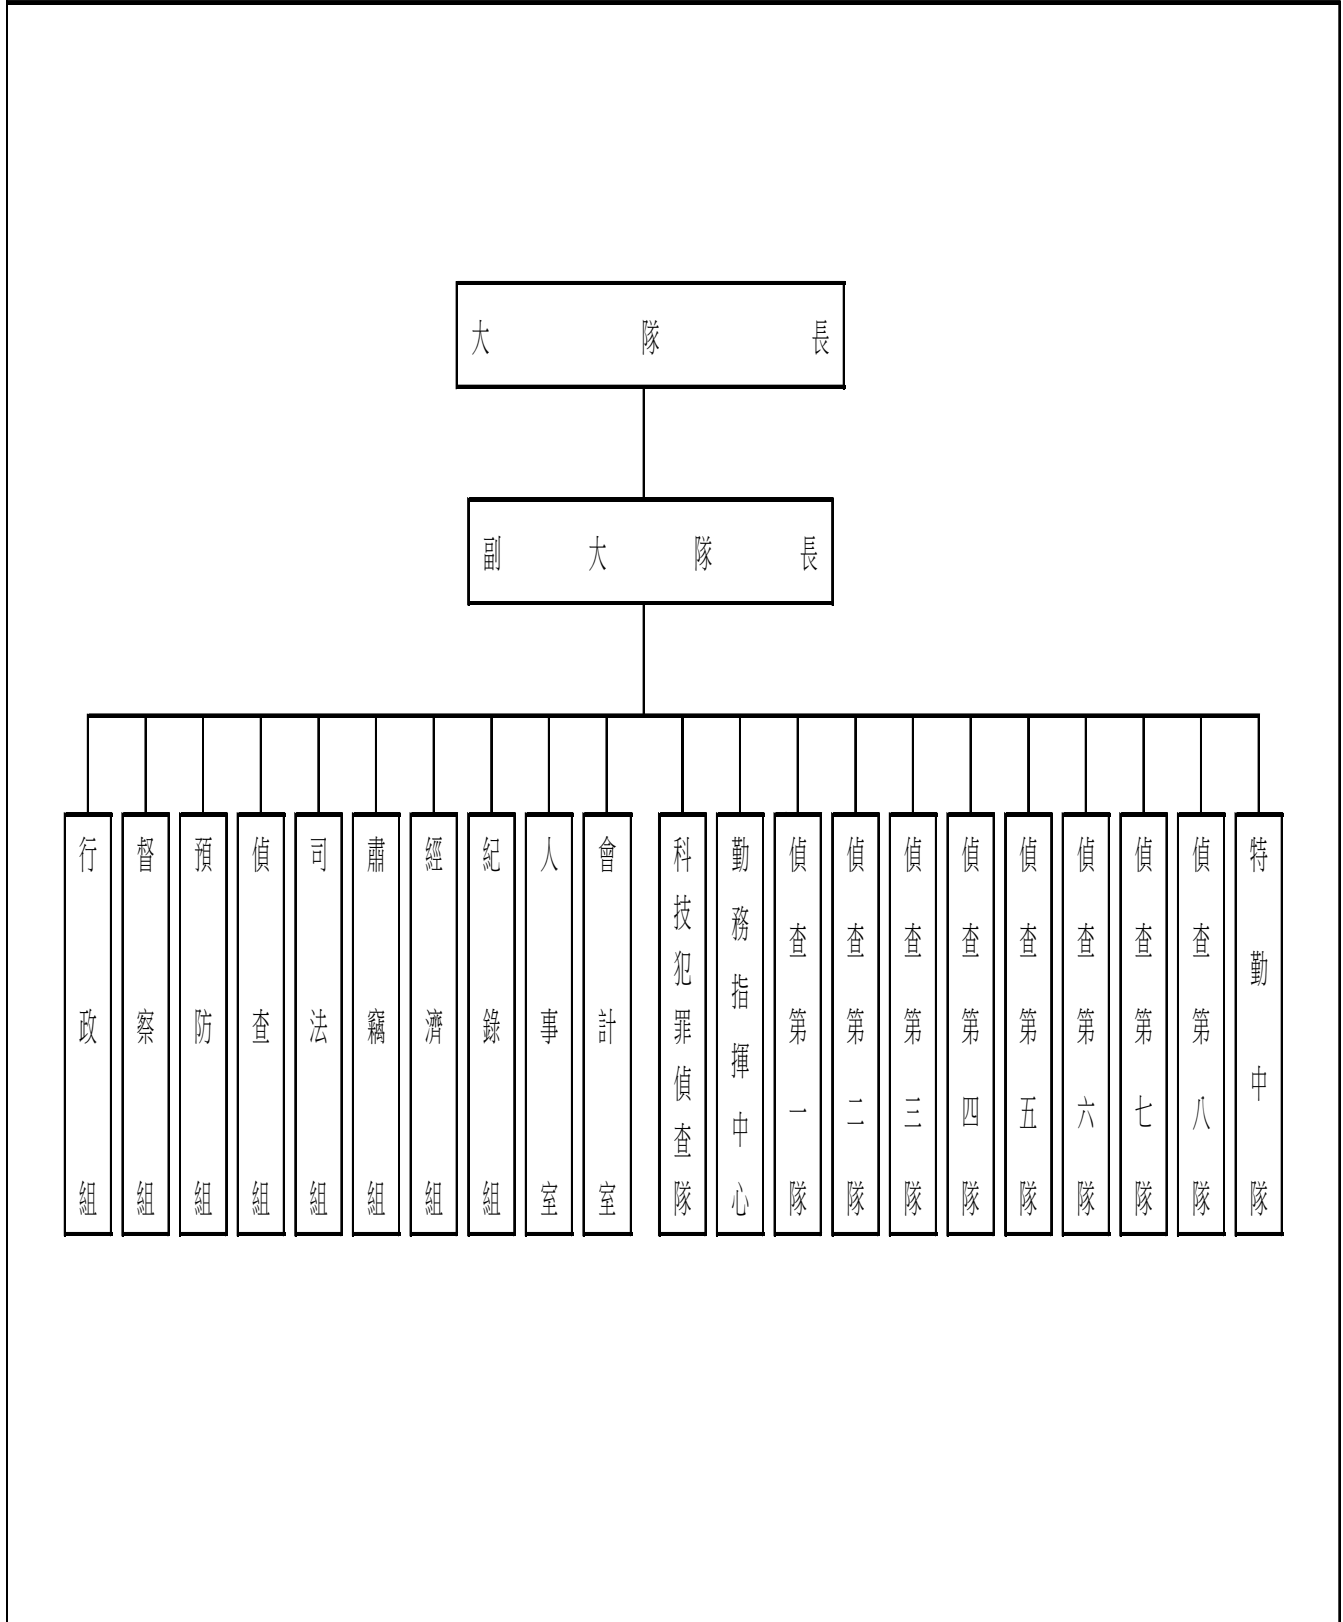 大隊長
副大隊長
行政組
督察組
預防組
偵查組
司法組
肅竊組
經濟組
紀錄組
人事室
會計室
科技犯罪偵查隊
勤務指揮中心
偵查第一隊
偵查第二隊
偵查第三隊
偵查第四隊
偵查第五隊
偵查第六隊
偵查第七隊
偵查第八隊
特勤中隊